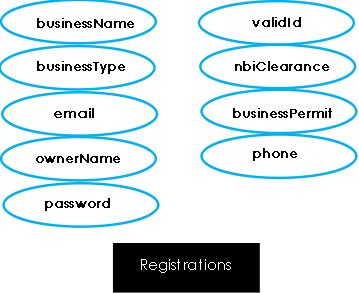 businessName
businessType
email
ownerName
password
validId
nbiClearance
businessPermit
phone
Registrations